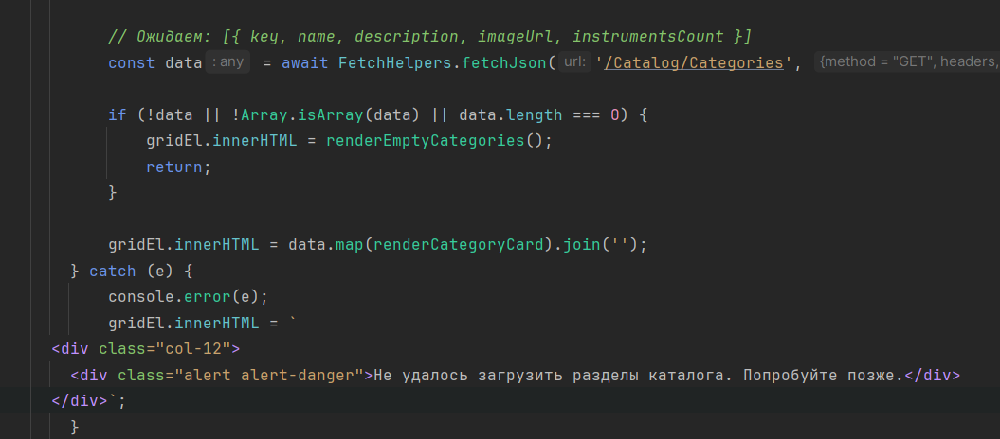 // Ожидаем: [{ key, name, description, imageUrl, instrumentsCount }]
const data : any = await FetchHelpers.fetchJson( url: '/Catalog/Categories', {method = "GET", headers,
if (!data || !Array.isArray(data) || data.length === 0) {
gridEl.innerHTML = renderEmptyCategories();
return;
}
gridEl.innerHTML = data.map(renderCategoryCard).join('');
} catch (e) {
console.error(e);
gridEl.innerHTML = `
<div class="col-12">
<div class="alert alert-danger">Не удалось загрузить разделы каталога. Попробуйте позже.</div>
</div>`;
}